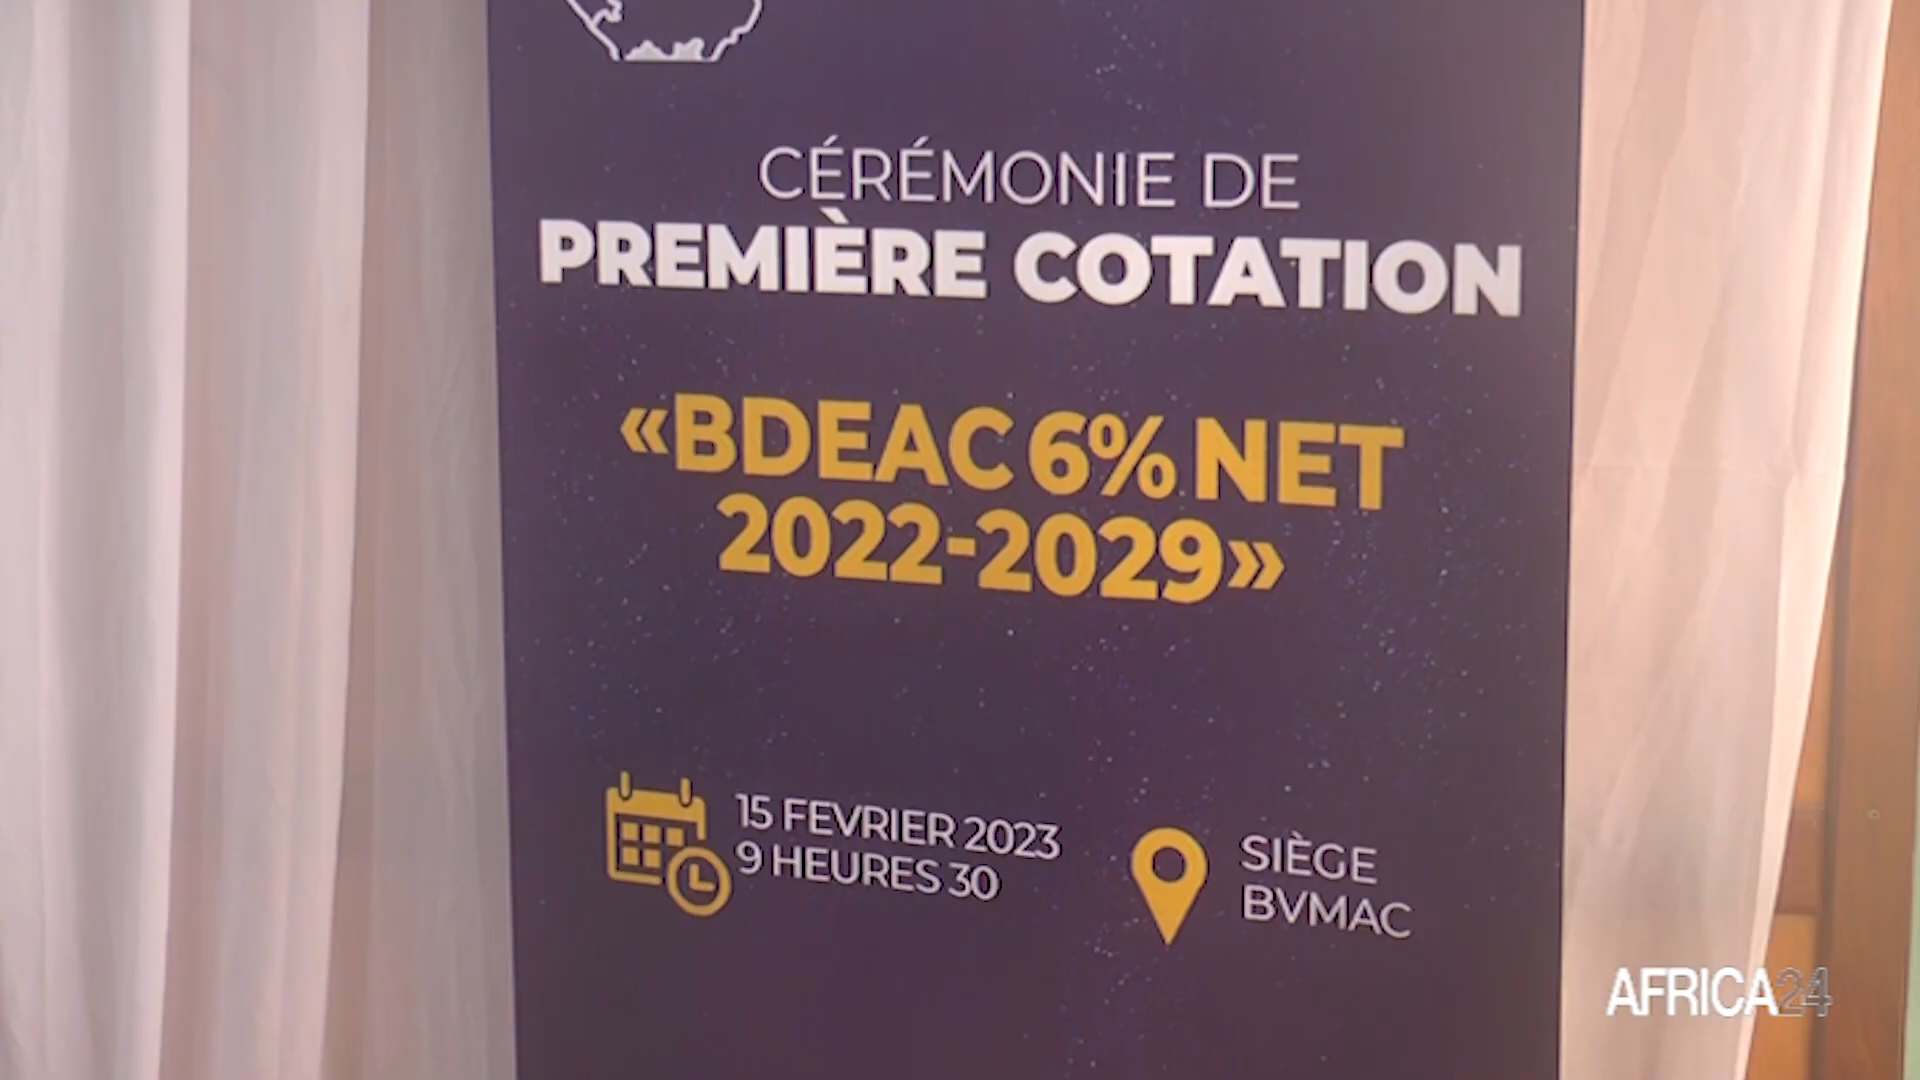 CÉRÉMONIE DE
PREMIÈRE COTATION
«BDEAC 6% NET
2022-2029»
15 FEVRIER 2023
9 HEURES 30
SIÈGE
BVMAC
AFRICA24